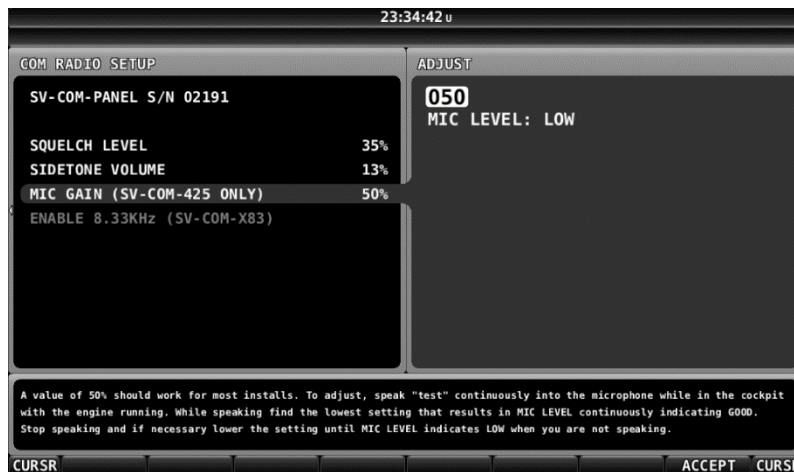 23:34:42 U
COM RADIO SETUP
SV-COM-PANEL S/N 02191
SQUELCH LEVEL 35%
SIDETONE VOLUME 13%
MIC GAIN (SV-COM-425 ONLY) 50%
ENABLE 8.33KHz (SV-COM-X83)
ADJUST
050
MIC LEVEL: LOW
A value of 50% should work for most installs. To adjust, speak "test" continuously into the microphone while in the cockpit
with the engine running. While speaking find the lowest setting that results in MIC LEVEL continuously indicating GOOD.
Stop speaking and if necessary lower the setting until MIC LEVEL indicates LOW when you are not speaking.
CURSR ACCEPT CURS